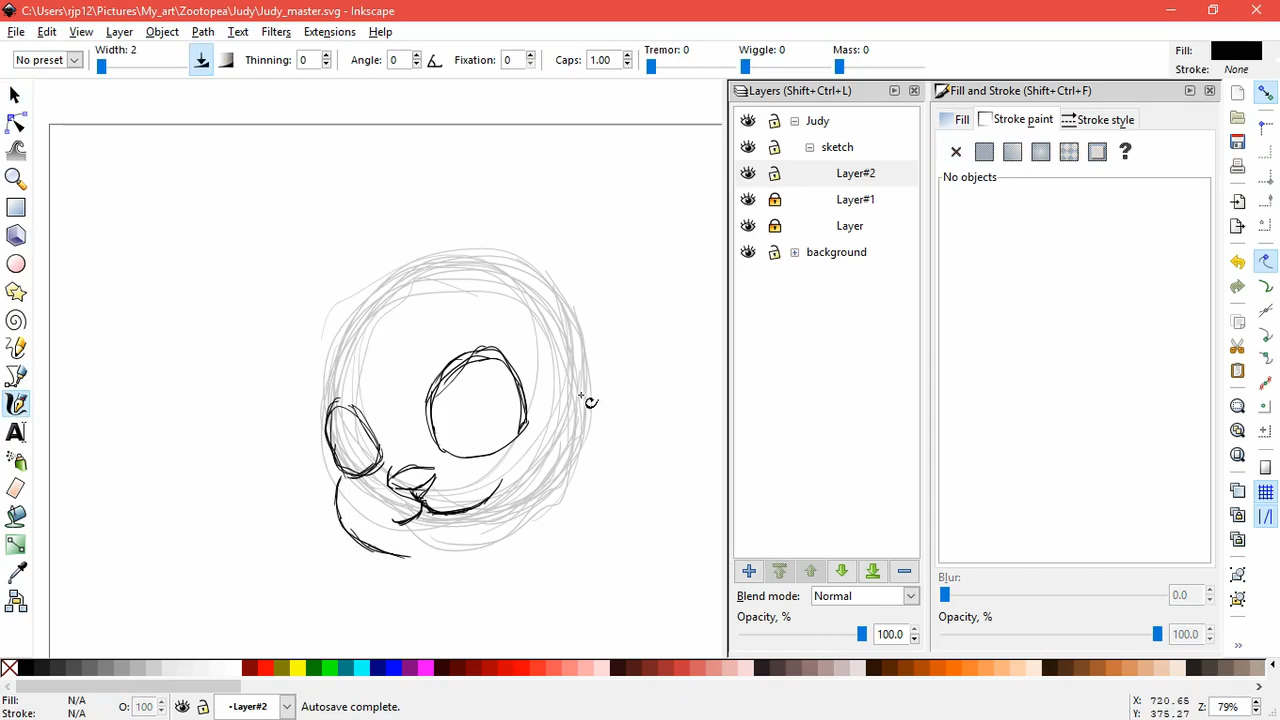 C:\Users\rjp12\Pictures\My_art\Zootopea\Judy\Judy_master.svg - Inkscape
File Edit View Layer Object Path Text Filters Extensions Help
No preset Width: 2 Thinning: 0 Angle: 0 Fixation: 0 Caps: 1.00 Tremor: 0 Wiggle: 0 Mass: 0 Fill:
Stroke: None
Layers (Shift+Ctrl+L)
Judy
sketch
Layer#2
Layer#1
Layer
background
Blend mode: Normal
Opacity, % 100.0
Fill and Stroke (Shift+Ctrl+F)
Fill Stroke paint Stroke style
?
No objects
Blur:
0.0
Opacity, %
100.0
Fill: N/A
Stroke: N/A
O: 100
Layer#2
Autosave complete.
X: 720.65
Y: 375.27
Z: 79%